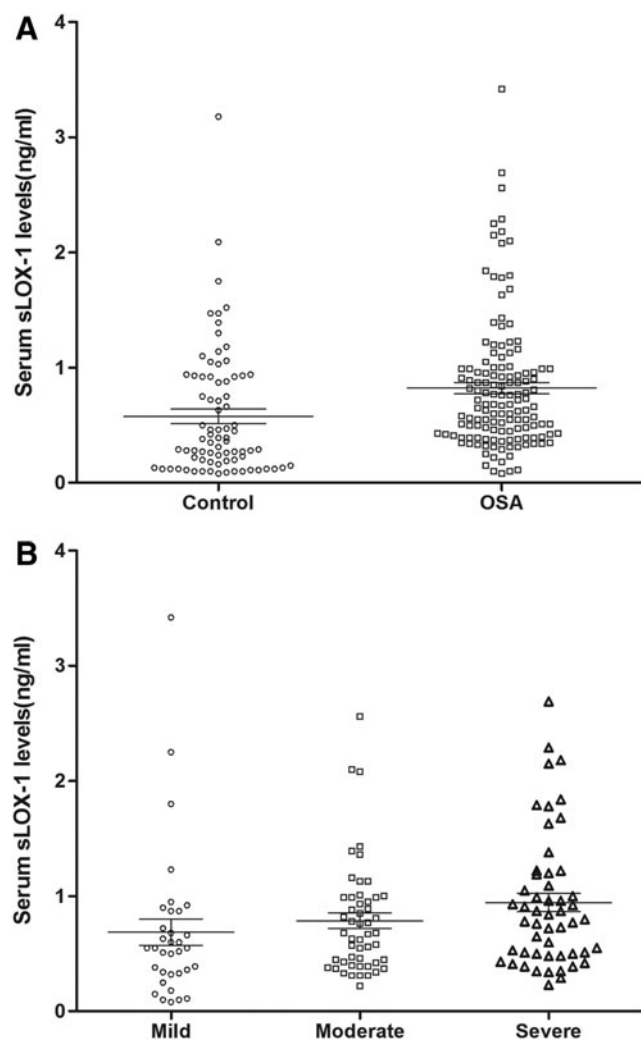 A
Serum sLOX-1 levels(ng/ml)
4
3
2
1
0
Control
OSA
B
Serum sLOX-1 levels(ng/ml)
4
3
2
1
0
Mild
Moderate
Severe